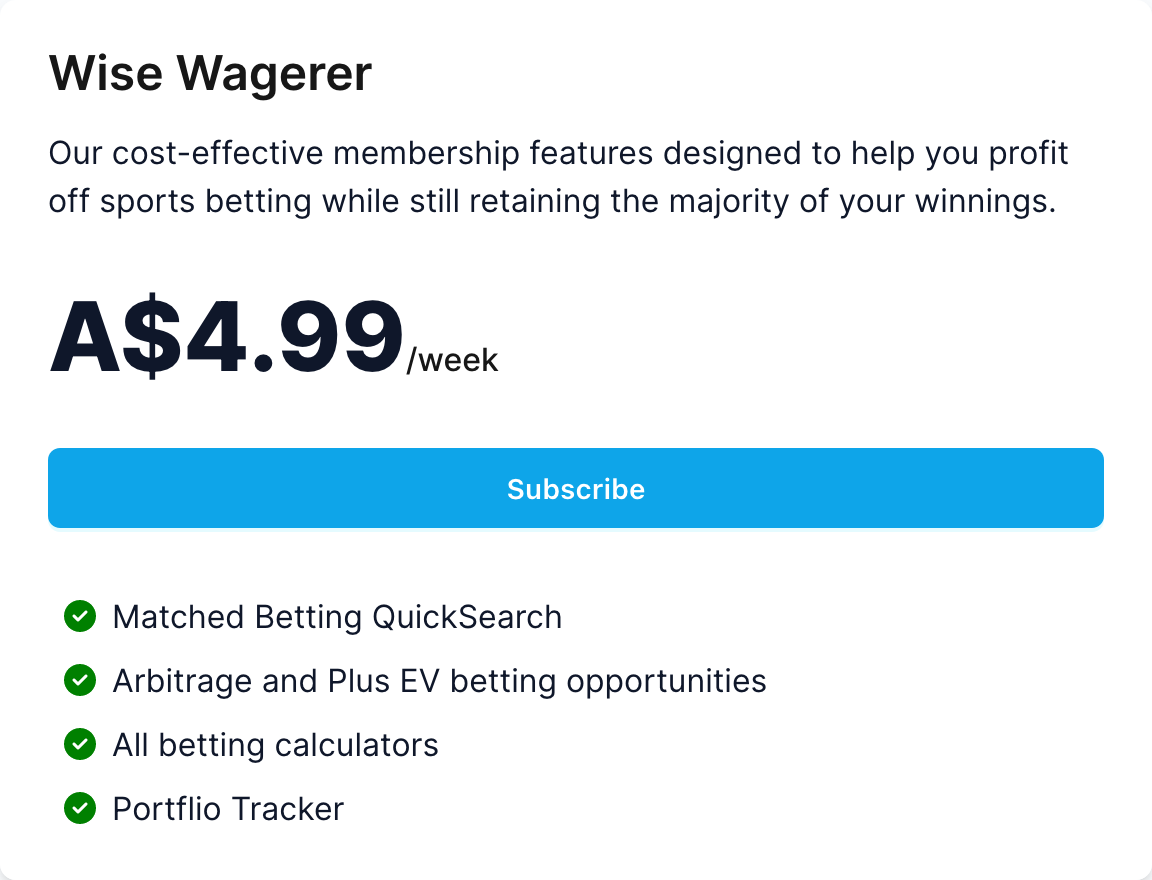 Wise Wagerer
Our cost-effective membership features designed to help you profit
off sports betting while still retaining the majority of your winnings.
A$4.99/week
Subscribe
Matched Betting QuickSearch
Arbitrage and Plus EV betting opportunities
All betting calculators
Portflio Tracker